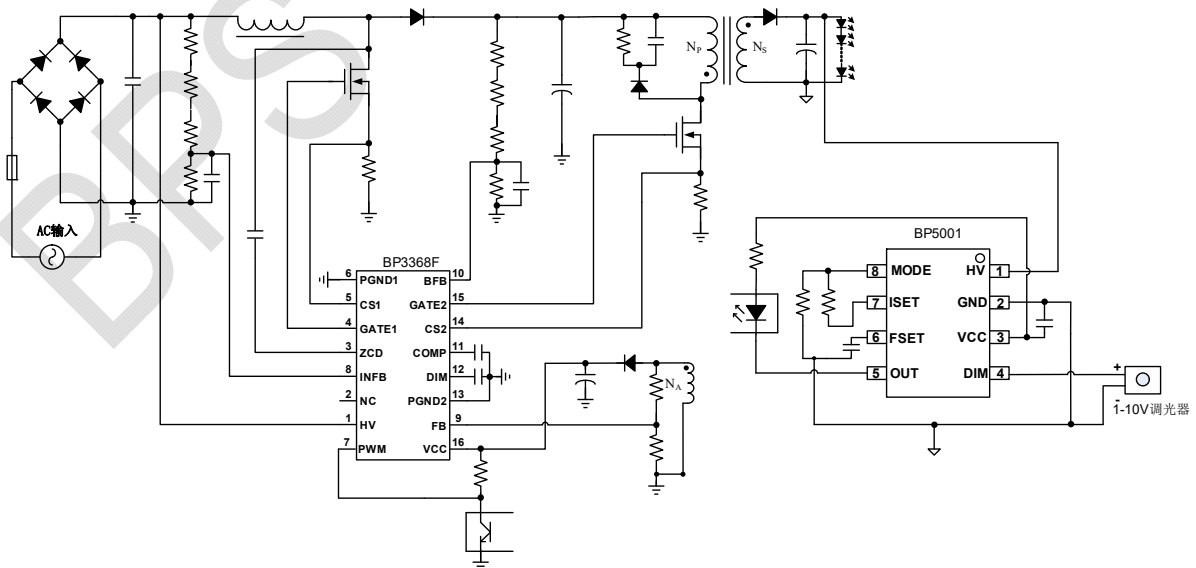 BPS
AC输入
N_P
N_S
BP3368F
6 PGND1
5 CS1
4 GATE1
3 ZCD
8 INFB
2 NC
1 HV
7 PWM
BFB 10
GATE2 15
CS2 14
COMP 11
DIM 12
PGND2 13
FB 9
VCC 16
N_A
BP5001
8 MODE
7 ISET
6 FSET
5 OUT
HV 1
GND 2
VCC 3
DIM 4
+
-
1-10V调光器